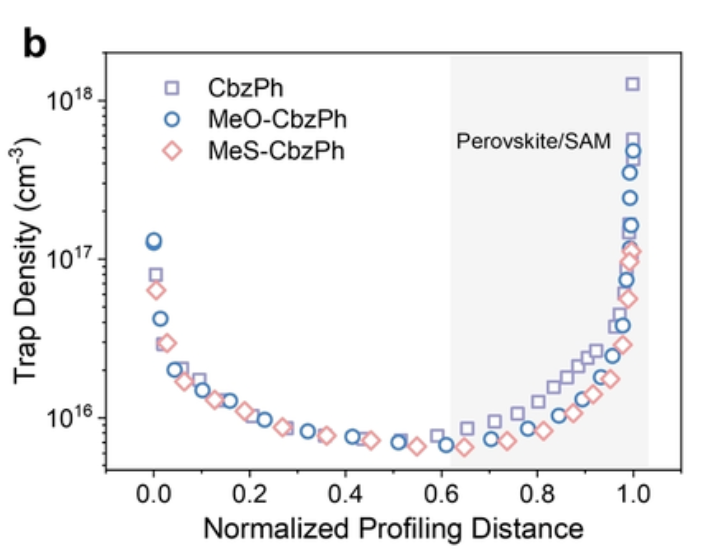 b
CbzPh
MeO-CbzPh
MeS-CbzPh
Perovskite/SAM
Trap Density (cm⁻³)
10¹⁸
10¹⁷
10¹⁶
0.0 0.2 0.4 0.6 0.8 1.0
Normalized Profiling Distance